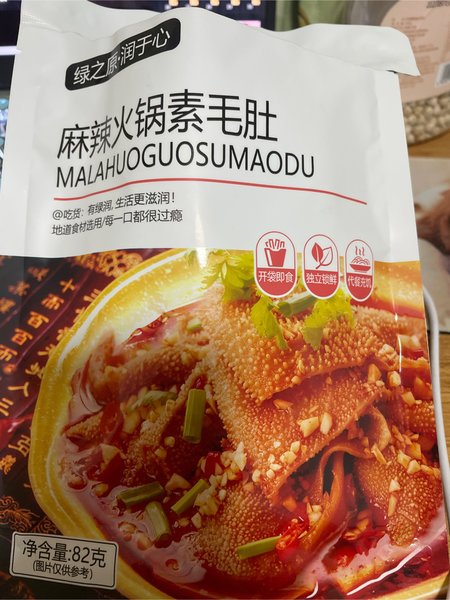 绿之原·润于心
麻辣火锅素毛肚
MALAHUOGUOSUMAODU
@吃货：有绿润，生活更滋润！
地道食材选用/每一口都很过瘾
开袋即食
独立锁鲜
代餐充饥
净含量:82克
(图片仅供参考)